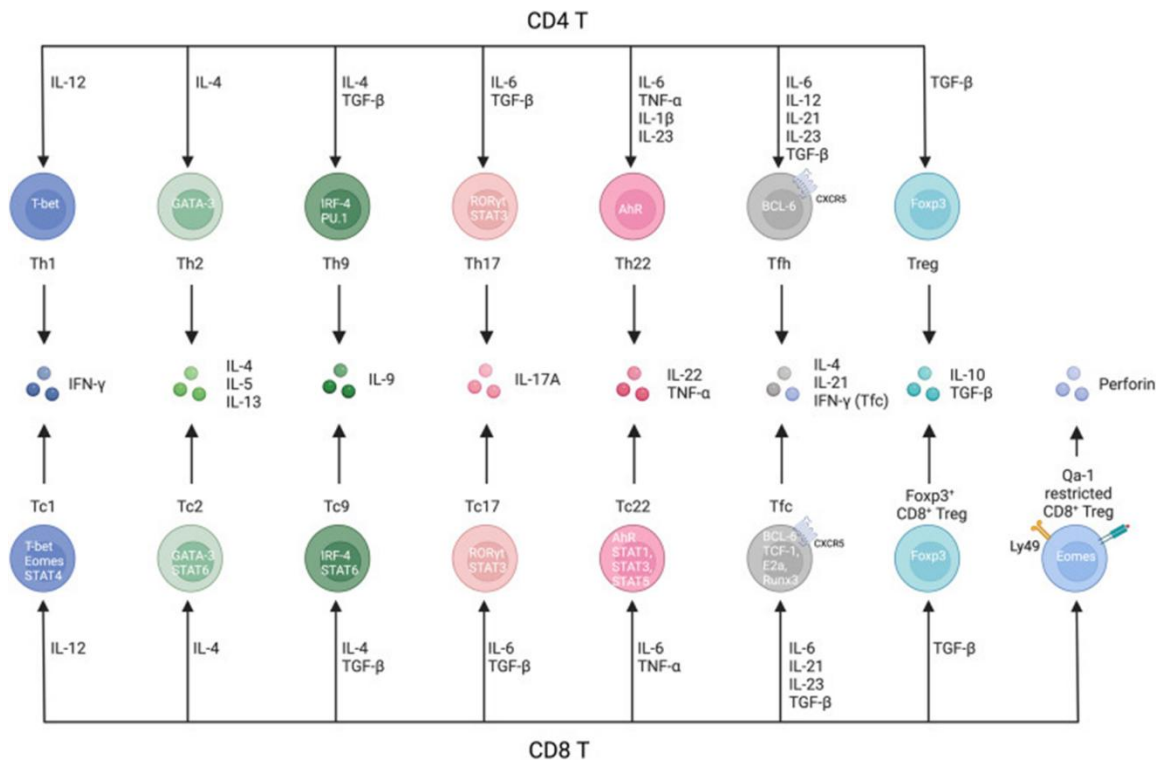 CD4 T
IL-12
IL-4
IL-4
TGF-β
IL-6
TGF-β
IL-6
TNF-α
IL-1β
IL-23
IL-6
IL-12
IL-21
IL-23
TGF-β
TGF-β
T-bet
GATA-3
IRF-4
PU.1
RORγt
STAT3
AhR
BCL-6
CXCR5
Foxp3
Th1
Th2
Th9
Th17
Th22
Tfh
Treg
IFN-γ
IL-4
IL-5
IL-13
IL-9
IL-17A
IL-22
TNF-α
IL-4
IL-21
IFN-γ (Tfc)
IL-10
TGF-β
Perforin
Tc1
Tc2
Tc9
Tc17
Tc22
Tfc
Foxp3⁺
CD8⁺ Treg
Qa-1
restricted
CD8⁺ Treg
T-bet
Eomes
STAT4
GATA-3
STAT6
IRF-4
STAT6
RORγt
STAT3
AhR
STAT1,
STAT3,
STAT5
BCL-6
TCF-1,
E2a,
Runx3
CXCR5
Foxp3
Ly49
Eomes
IL-12
IL-4
IL-4
TGF-β
IL-6
TGF-β
IL-6
TNF-α
IL-6
IL-21
IL-23
TGF-β
TGF-β
CD8 T